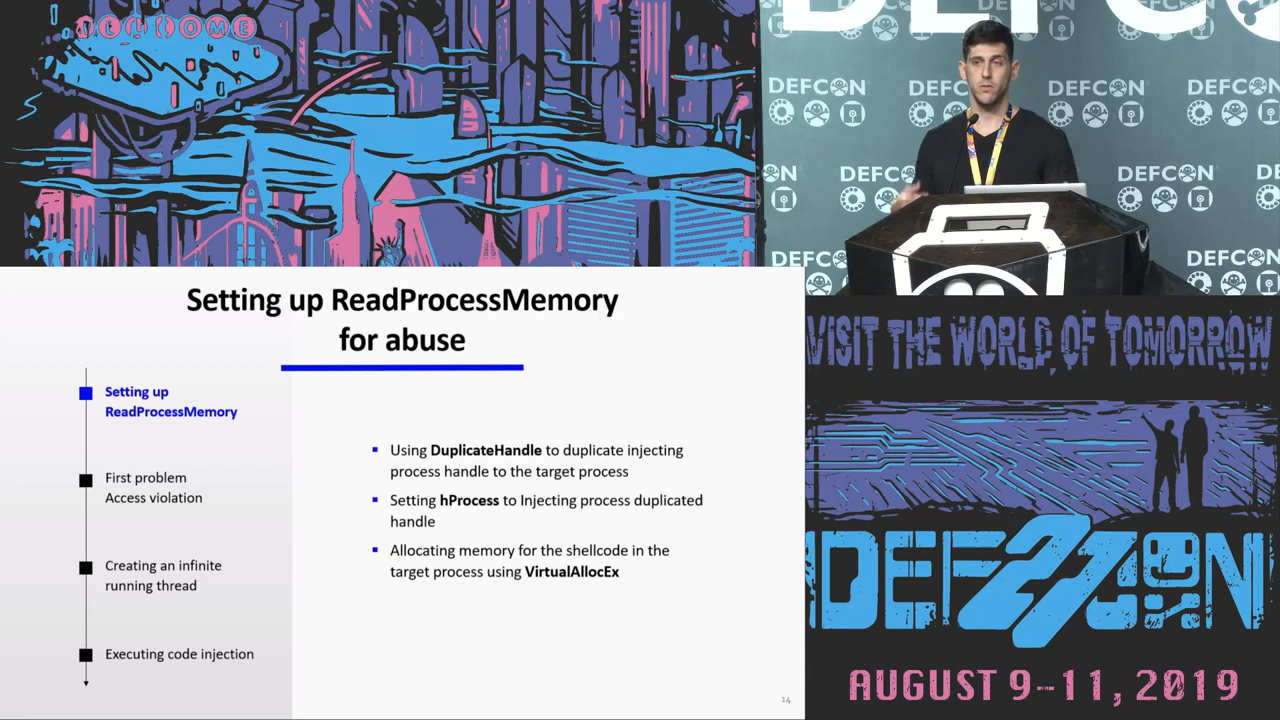 WELCOME
DEFCON
DEFCON
DEFCON
DEFCON
DEFCON
DEFCON
DEFCON
DEFCON
Setting up ReadProcessMemory
for abuse
Setting up
ReadProcessMemory
First problem
Access violation
Creating an infinite
running thread
Executing code injection
▪ Using DuplicateHandle to duplicate injecting
process handle to the target process
▪ Setting hProcess to Injecting process duplicated
handle
▪ Allocating memory for the shellcode in the
target process using VirtualAllocEx
14
VISIT THE WORLD OF TOMORROW
DEF CON
27
AUGUST 9-11, 2019